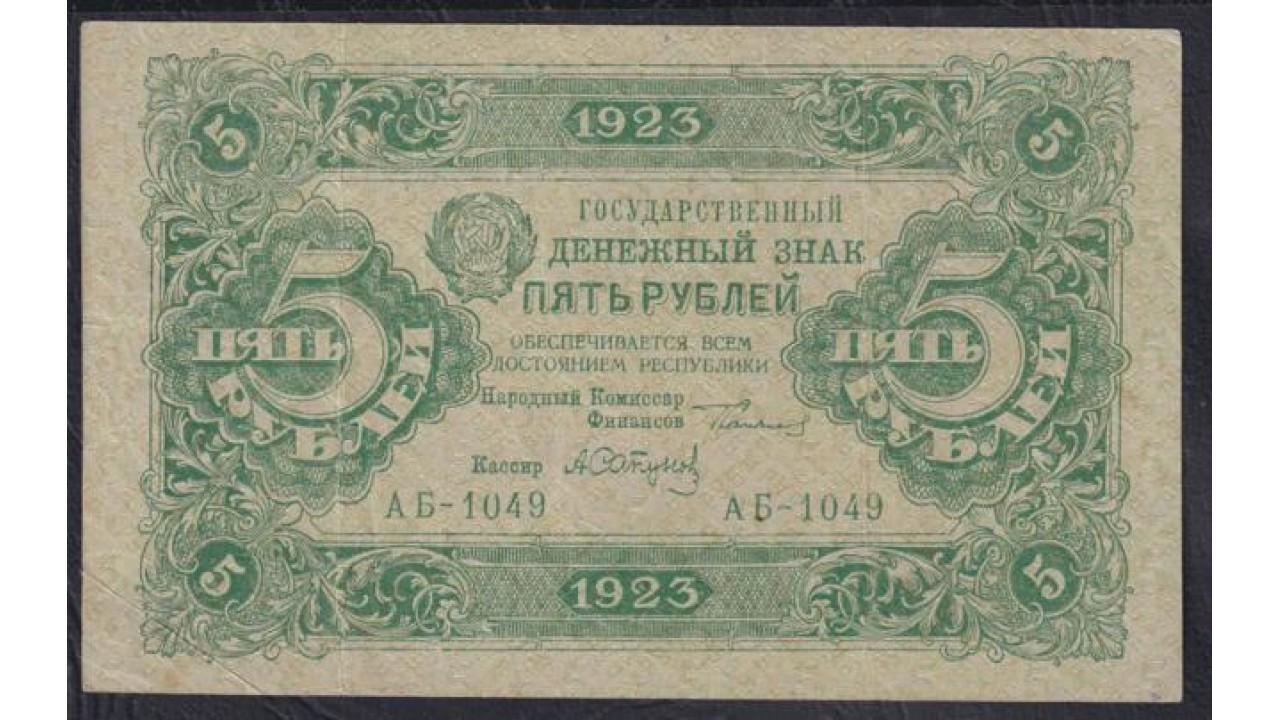 1923
5 5
ГОСУДАРСТВЕННЫЙ
ДЕНЕЖНЫЙ ЗНАК
ПЯТЬ РУБЛЕЙ
5 ПЯТЬ РУБЛЕЙ
5 ПЯТЬ РУБЛЕЙ
ОБЕСПЕЧИВАЕТСЯ ВСЕМ
ДОСТОЯНИЕМ РЕСПУБЛИКИ
Народный Комиссар
Финансов
Кассир А Сапунов
АБ-1049 АБ-1049
5 5
1923